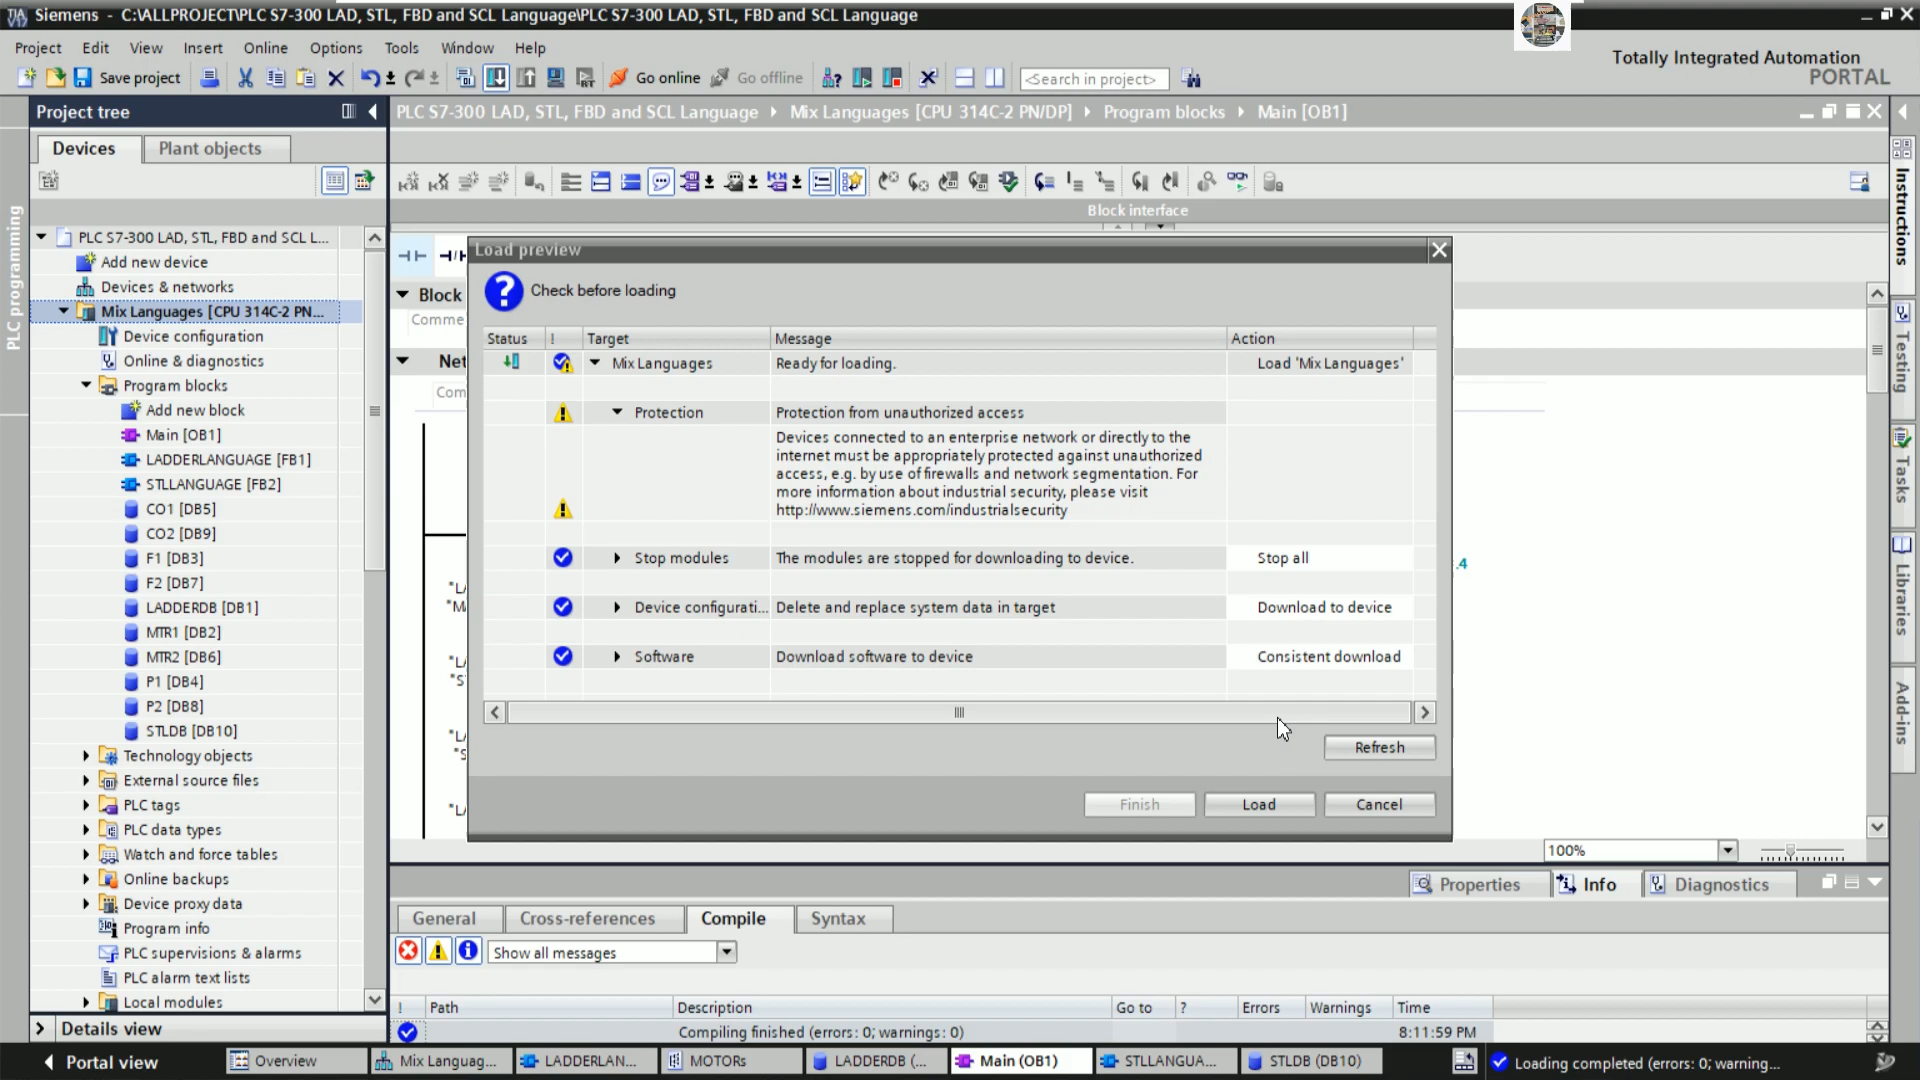 Siemens - C:\ALLPROJECT\PLC S7-300 LAD, STL, FBD and SCL Language\PLC S7-300 LAD, STL, FBD and SCL Language
Project Edit View Insert Online Options Tools Window Help
Totally Integrated Automation
PORTAL
Save project
Go online
Go offline
<Search in project>
Project tree
PLC S7-300 LAD, STL, FBD and SCL Language
Mix Languages [CPU 314C-2 PN/DP]
Program blocks
Main [OB1]
Devices
Plant objects
PLC programming
Block interface
PLC S7-300 LAD, STL, FBD and SCL L...
Add new device
Devices & networks
Mix Languages [CPU 314C-2 PN...
Device configuration
Online & diagnostics
Program blocks
Add new block
Main [OB1]
LADDERLANGUAGE [FB1]
STLLANGUAGE [FB2]
CO1 [DB5]
CO2 [DB9]
F1 [DB3]
F2 [DB7]
LADDERDB [DB1]
MTR1 [DB2]
MTR2 [DB6]
P1 [DB4]
P2 [DB8]
STLDB [DB10]
Technology objects
External source files
PLC tags
PLC data types
Watch and force tables
Online backups
Device proxy data
Program info
PLC supervisions & alarms
PLC alarm text lists
Local modules
Details view
Block
Comme
Net
Com
"LA
"MA
"LA
"S
"LA
"S
"LA
.4
Load preview
Check before loading
Status ! Target Message Action
Mix Languages Ready for loading. Load 'Mix Languages'
Protection Protection from unauthorized access
Devices connected to an enterprise network or directly to the
internet must be appropriately protected against unauthorized
access, e.g. by use of firewalls and network segmentation. For
more information about industrial security, please visit
http://www.siemens.com/industrialsecurity
Stop modules The modules are stopped for downloading to device. Stop all
Device configurati... Delete and replace system data in target Download to device
Software Download software to device Consistent download
Refresh
Finish Load Cancel
Instructions
Testing
Tasks
Libraries
Add-ins
100%
Properties Info Diagnostics
General Cross-references Compile Syntax
Show all messages
! Path Description Go to ? Errors Warnings Time
Compiling finished (errors: 0; warnings: 0) 8:11:59 PM
Portal view
Overview
Mix Languag...
LADDERLAN...
MOTORs
LADDERDB (...
Main (OB1)
STLLANGUA...
STLDB (DB10)
Loading completed (errors: 0; warning...